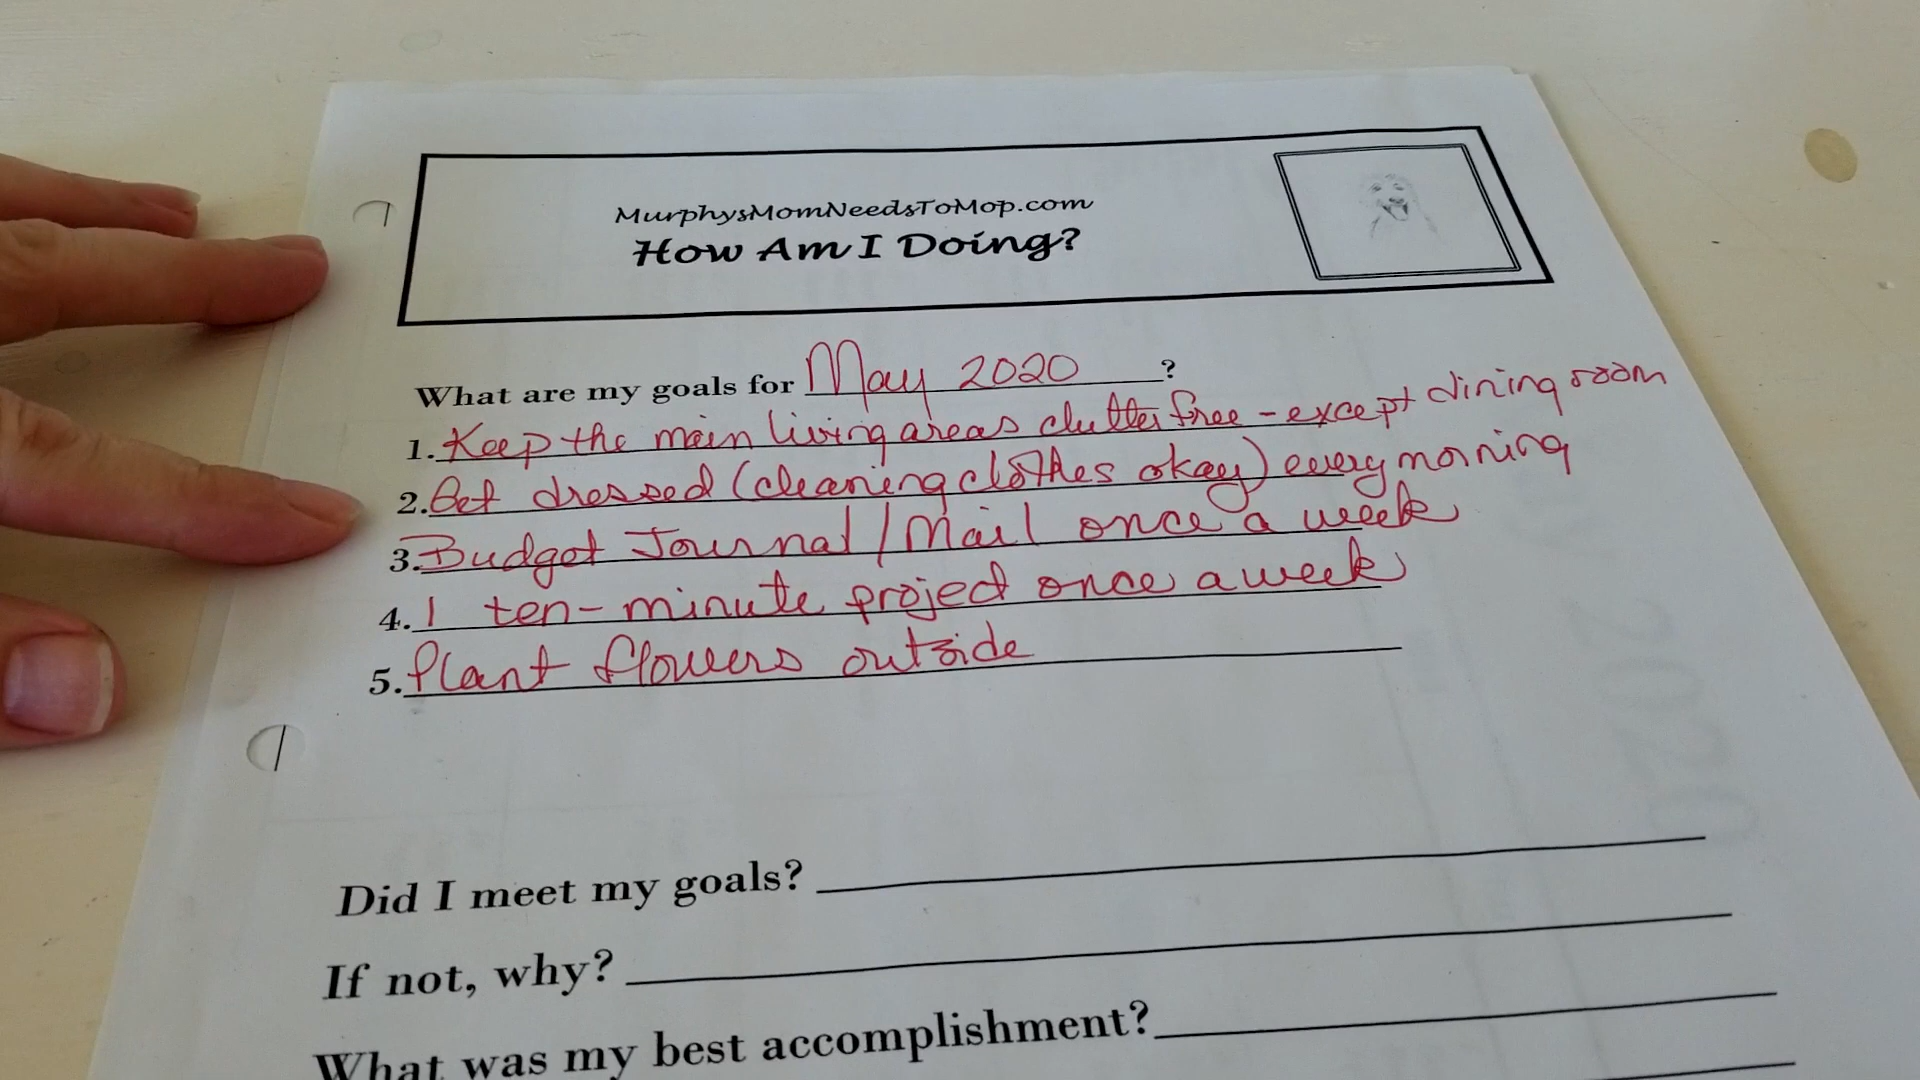 MurphysMomNeedsToMop.com
How Am I Doing?
What are my goals for May 2020 ?
1. Keep the main living areas clutter free - except dining room
2. Get dressed (cleaning clothes okay) every morning
3. Budget Journal/Mail once a week
4. 1 ten-minute project once a week
5. Plant flowers outside
Did I meet my goals?
If not, why?
What was my best accomplishment?